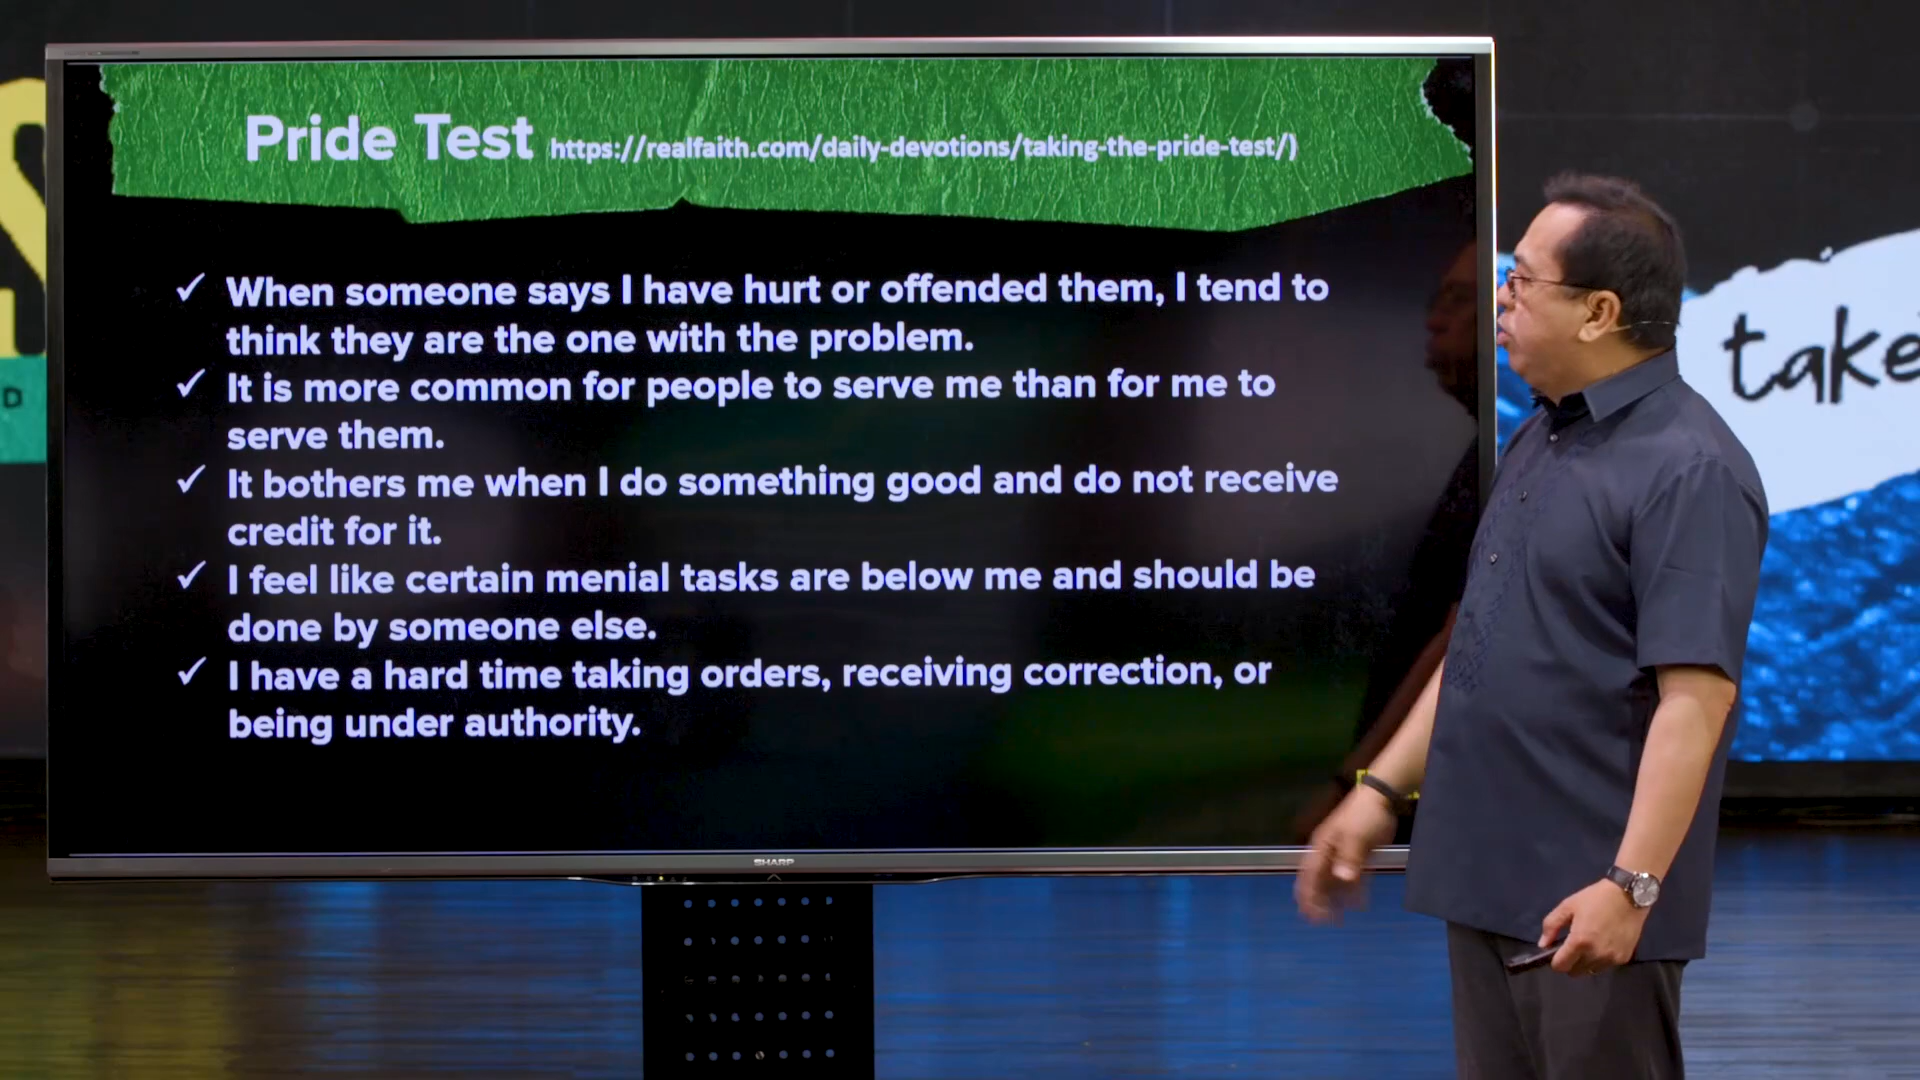 Pride Test https://realfaith.com/daily-devotions/taking-the-pride-test/)
✓ When someone says I have hurt or offended them, I tend to
think they are the one with the problem.
✓ It is more common for people to serve me than for me to
serve them.
✓ It bothers me when I do something good and do not receive
credit for it.
✓ I feel like certain menial tasks are below me and should be
done by someone else.
✓ I have a hard time taking orders, receiving correction, or
being under authority.
SHARP
take
D